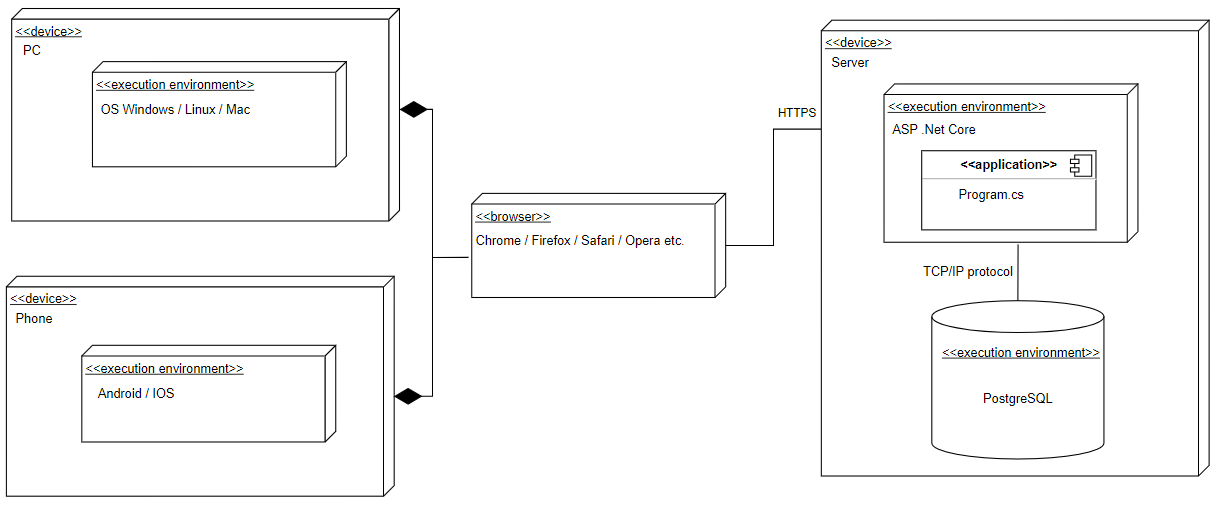 <<device>>
PC
<<execution environment>>
OS Windows / Linux / Mac
<<device>>
Phone
<<execution environment>>
Android / IOS
<<browser>>
Chrome / Firefox / Safari / Opera etc.
HTTPS
<<device>>
Server
<<execution environment>>
ASP .Net Core
<<application>>
Program.cs
TCP/IP protocol
<<execution environment>>
PostgreSQL